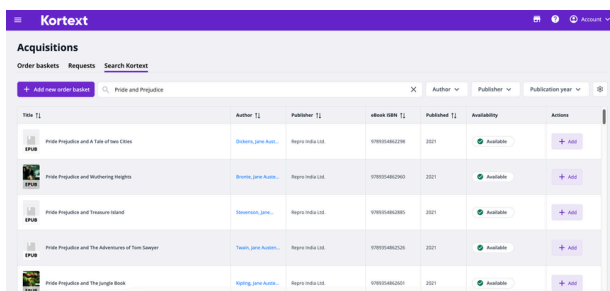 Kortext
Account
Acquisitions
Order baskets Requests Search Kortext
+ Add new order basket Pride and Prejudice Author Publisher Publication year
Title Author Publisher eBook ISBN Published Availability Actions
EPUB Pride Prejudice and A Tale of two Cities Dickens, Jane Aust... Repro India Ltd. 9789354862298 2021 Available + Add
EPUB Pride Prejudice and Wuthering Heights Bronte, Jane Auste... Repro India Ltd. 9789354862960 2021 Available + Add
EPUB Pride Prejudice and Treasure Island Stevenson, Jane... Repro India Ltd. 9789354862885 2021 Available + Add
EPUB Pride Prejudice and The Adventures of Tom Sawyer Twain, Jane Austen... Repro India Ltd. 9789354862526 2021 Available + Add
Pride Prejudice and The Jungle Book Kipling, Jane Auste... Repro India Ltd. 9789354862601 2021 Available + Add